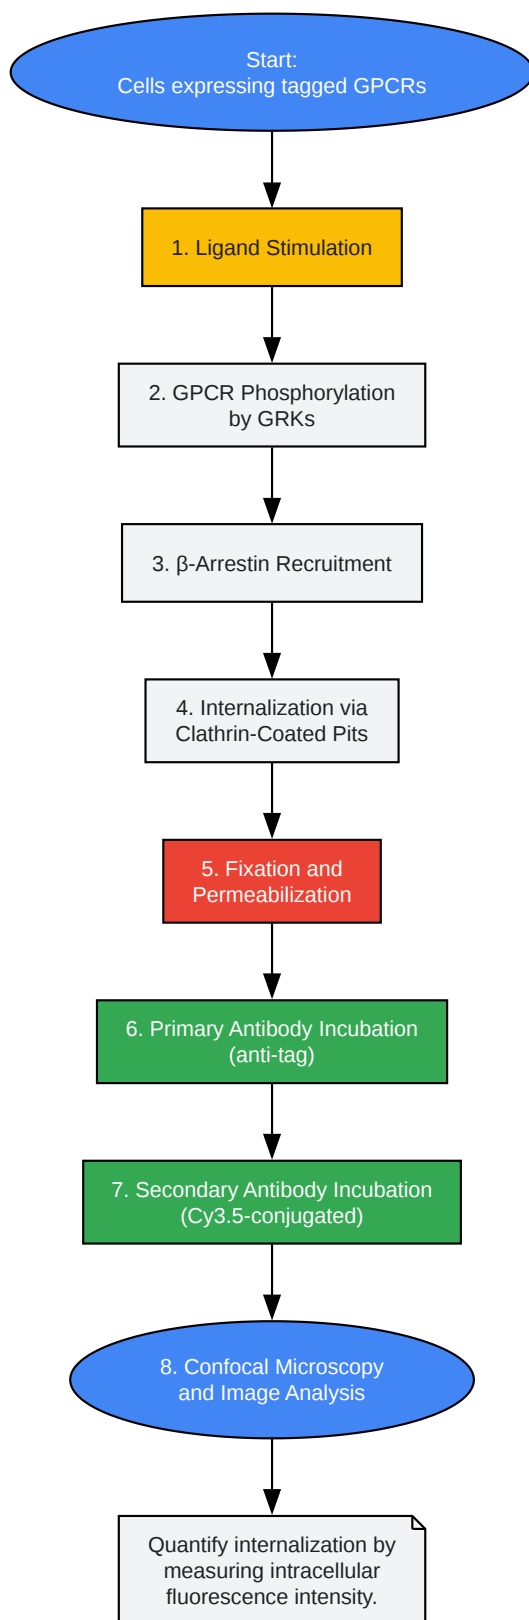 Start:
Cells expressing tagged GPCRs
1. Ligand Stimulation
2. GPCR Phosphorylation
by GRKs
3. β-Arrestin Recruitment
4. Internalization via
Clathrin-Coated Pits
5. Fixation and
Permeabilization
6. Primary Antibody Incubation
(anti-tag)
7. Secondary Antibody Incubation
(Cy3.5-conjugated)
8. Confocal Microscopy
and Image Analysis
Quantify internalization by
measuring intracellular
fluorescence intensity.